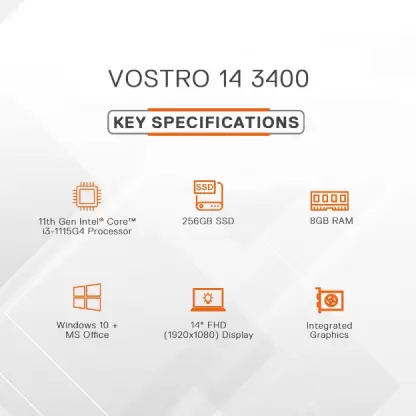 VOSTRO 14 3400
KEY SPECIFICATIONS
11th Gen Intel® Core™
i3-1115G4 Processor
SSD
256GB SSD
8GB RAM
Windows 10 +
MS Office
14" FHD
(1920x1080) Display
Integrated
Graphics